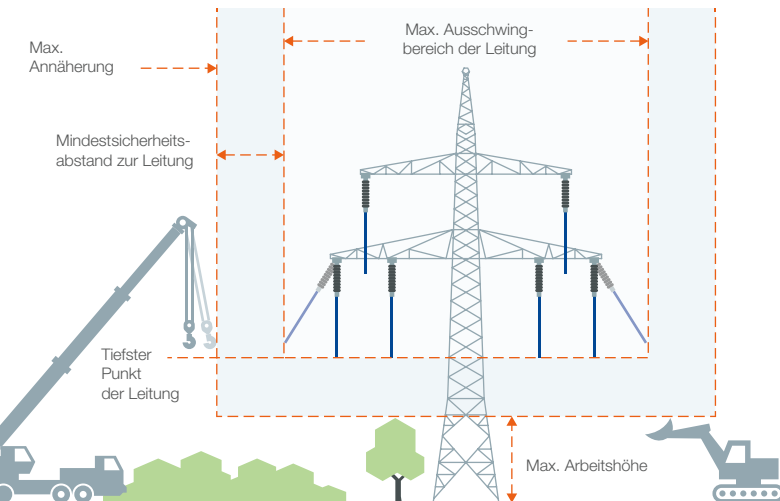 Max. Ausschwing-
bereich der Leitung
Max.
Annäherung
Mindestsicherheits-
abstand zur Leitung
Tiefster
Punkt
der Leitung
Max. Arbeitshöhe